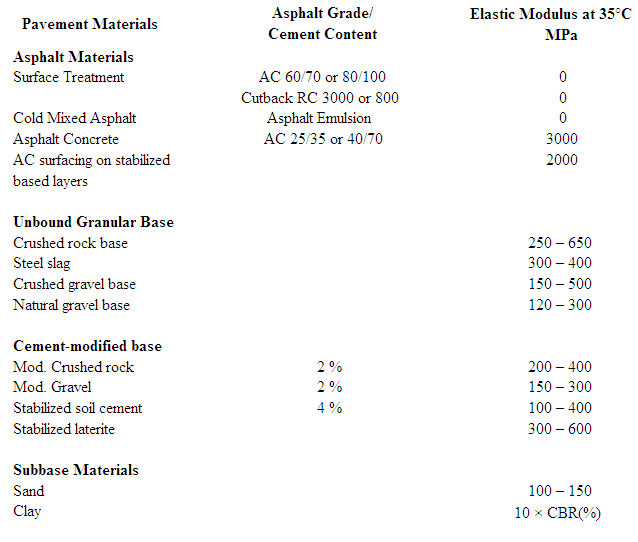 Pavement Materials Asphalt Grade/ Cement Content Elastic Modulus at 35°C MPa
Asphalt Materials
Surface Treatment AC 60/70 or 80/100 0
Cutback RC 3000 or 800 0
Cold Mixed Asphalt Asphalt Emulsion 0
Asphalt Concrete AC 25/35 or 40/70 3000
AC surfacing on stabilized 2000
based layers
Unbound Granular Base
Crushed rock base 250 – 650
Steel slag 300 – 400
Crushed gravel base 150 – 500
Natural gravel base 120 – 300
Cement-modified base
Mod. Crushed rock 2 % 200 – 400
Mod. Gravel 2 % 150 – 300
Stabilized soil cement 4 % 100 – 400
Stabilized laterite 300 – 600
Subbase Materials
Sand 100 – 150
Clay 10 × CBR(%)